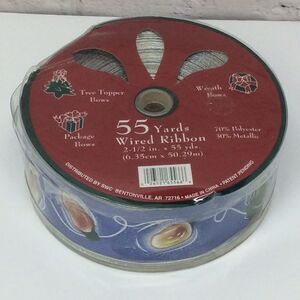 Tree Topper
Bows
Wreath
Bows
Package
Bows
55 Yards
Wired Ribbon
2-1/2 in. x 55 yds.
(6.35cm x 50.29m)
70% Polyester
30% Metallic
DISTRIBUTED BY SWC BENTONVILLE, AR 72716 • MADE IN CHINA • PATENT PENDING